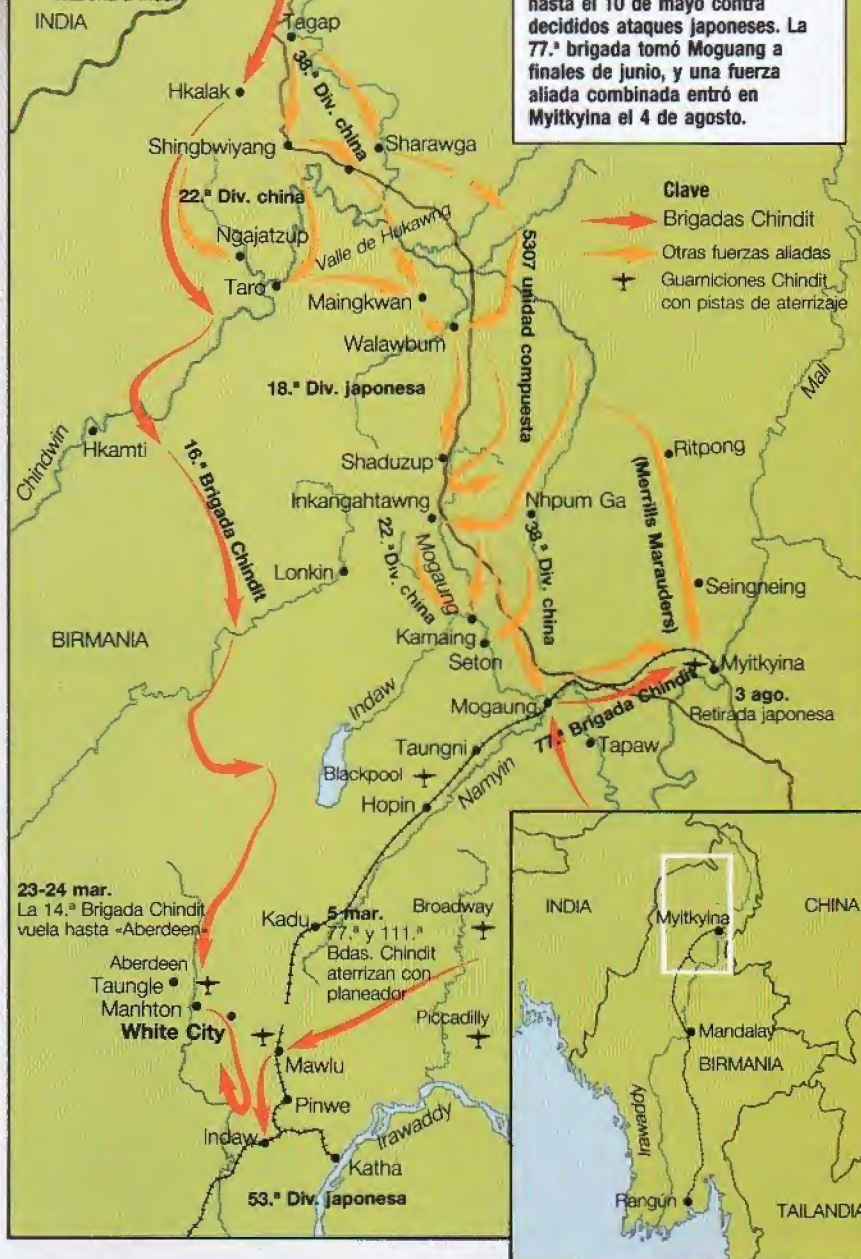 INDIA
hasta el 10 de mayo contra
decididos ataques japoneses. La
77.ª brigada tomó Moguang a
finales de junio, y una fuerza
aliada combinada entró en
Myitkyina el 4 de agosto.
Tagap
Hkalak
38.ª Div. china
Shingbwiyang
Sharawga
Clave
Brigadas Chindit
Otras fuerzas aliadas
Guarniciones Chindit
con pistas de aterrizaje
22.ª Div. china
Ngajatzup
Valle de Hukawng
Taro
Maingkwan
Walawbum
5307 unidad compuesta
18.ª Div. japonesa
Mali
Chindwin
Hkamti
16.ª Brigada Chindit
Shaduzup
Ritpong
Inkangahtawng
Nhpum Ga
(Merrills Marauders)
22.ª Div. china
Mogaung
38.ª Div. china
Lonkin
Seingneing
BIRMANIA
Kamaing
Seton
Myitkyina
3 ago.
Retirada japonesa
Indaw
Mogaung
77.ª Brigada Chindit
Taungni
Tapaw
Blackpool
Namyin
Hopin
23-24 mar.
La 14.ª Brigada Chindit
vuela hasta «Aberdeen»
Kadu
5 mar.
77.ª y 111.ª
Bdas. Chindit
aterrizan con
planeador
Broadway
Aberdeen
Taungle
Manhton
White City
Piccadilly
Mawlu
Pinwe
Indaw
Irawaddy
Katha
53.ª Div. japonesa
INDIA
CHINA
Myitkyina
Mandalay
BIRMANIA
Irawaddy
Rangún
TAILANDIA